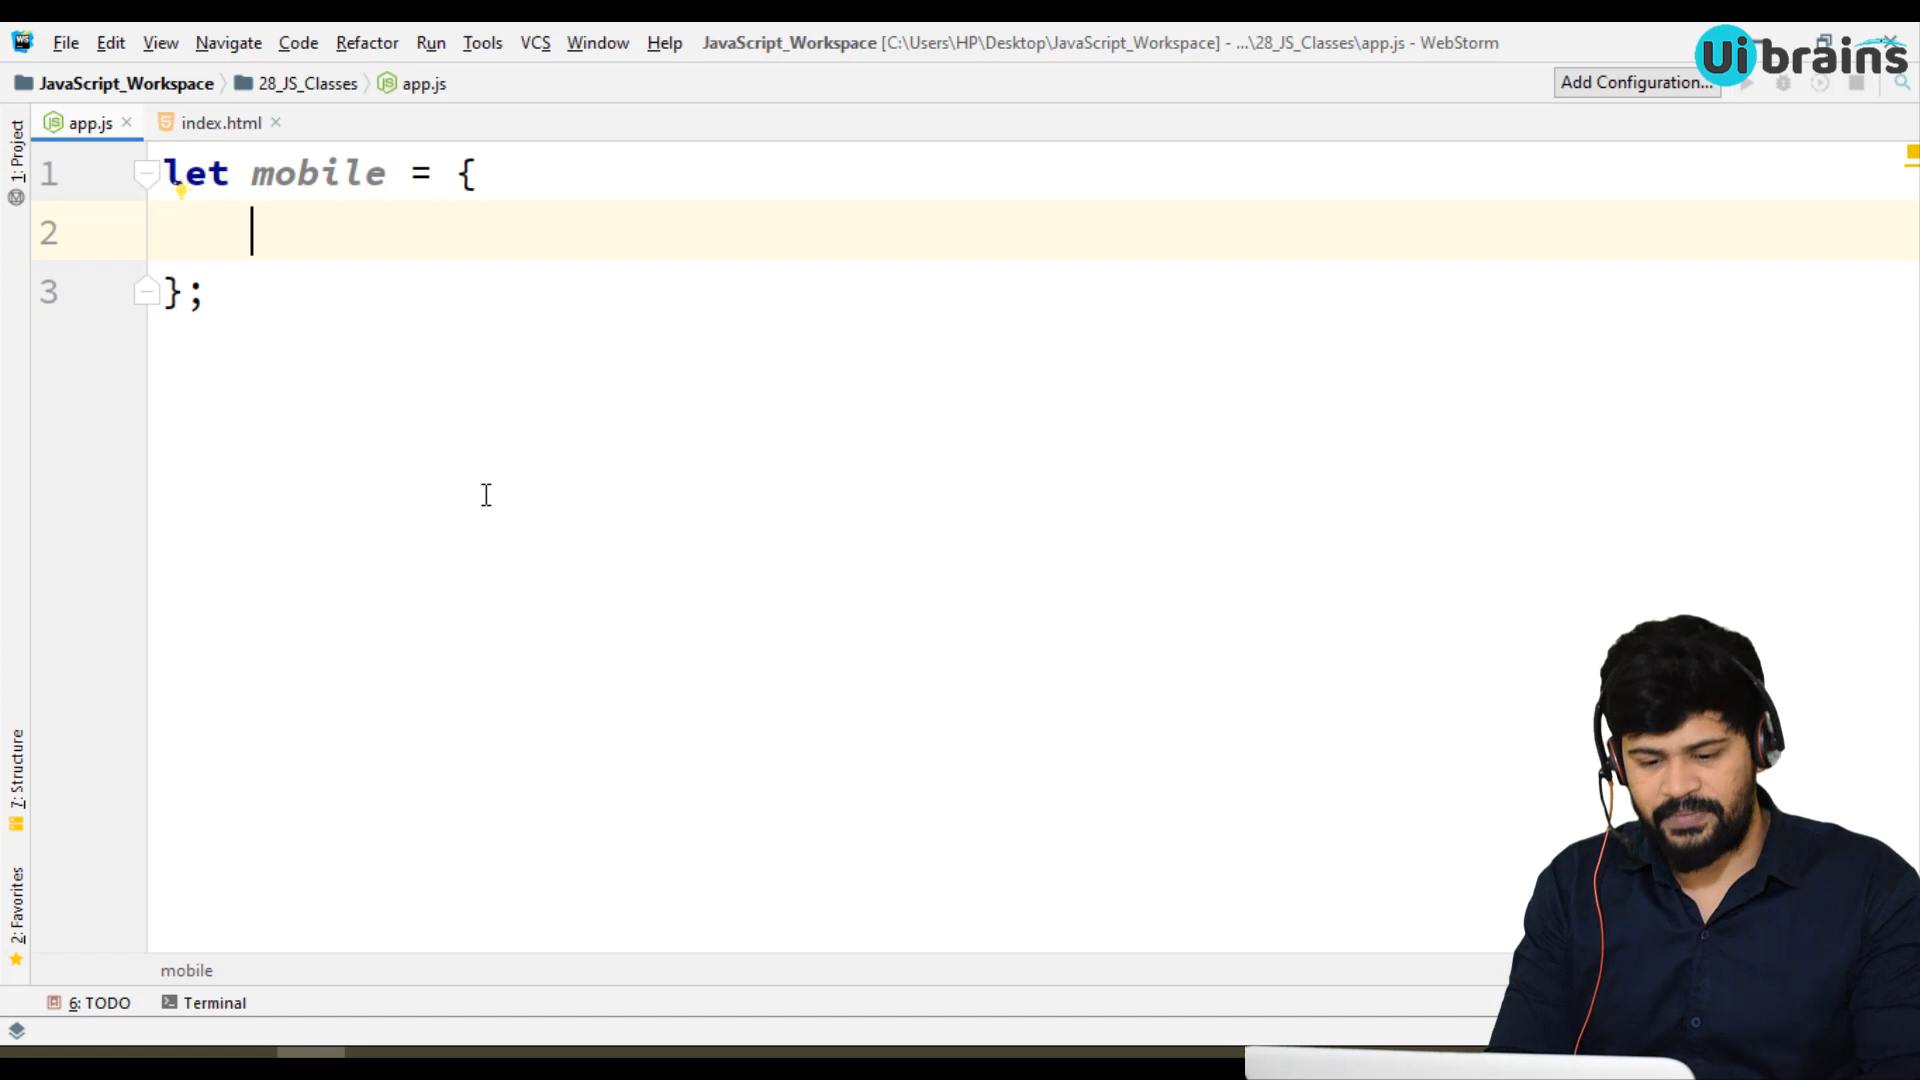 File Edit View Navigate Code Refactor Run Tools VCS Window Help JavaScript_Workspace [C:\Users\HP\Desktop\JavaScript_Workspace] - ...\28_JS_Classes\app.js - WebStorm
Ui brains
JavaScript_Workspace 28_JS_Classes app.js
Add Configuration...
app.js index.html
1: Project
1 let mobile = {
2
3 };
7: Structure
2: Favorites
mobile
6: TODO Terminal